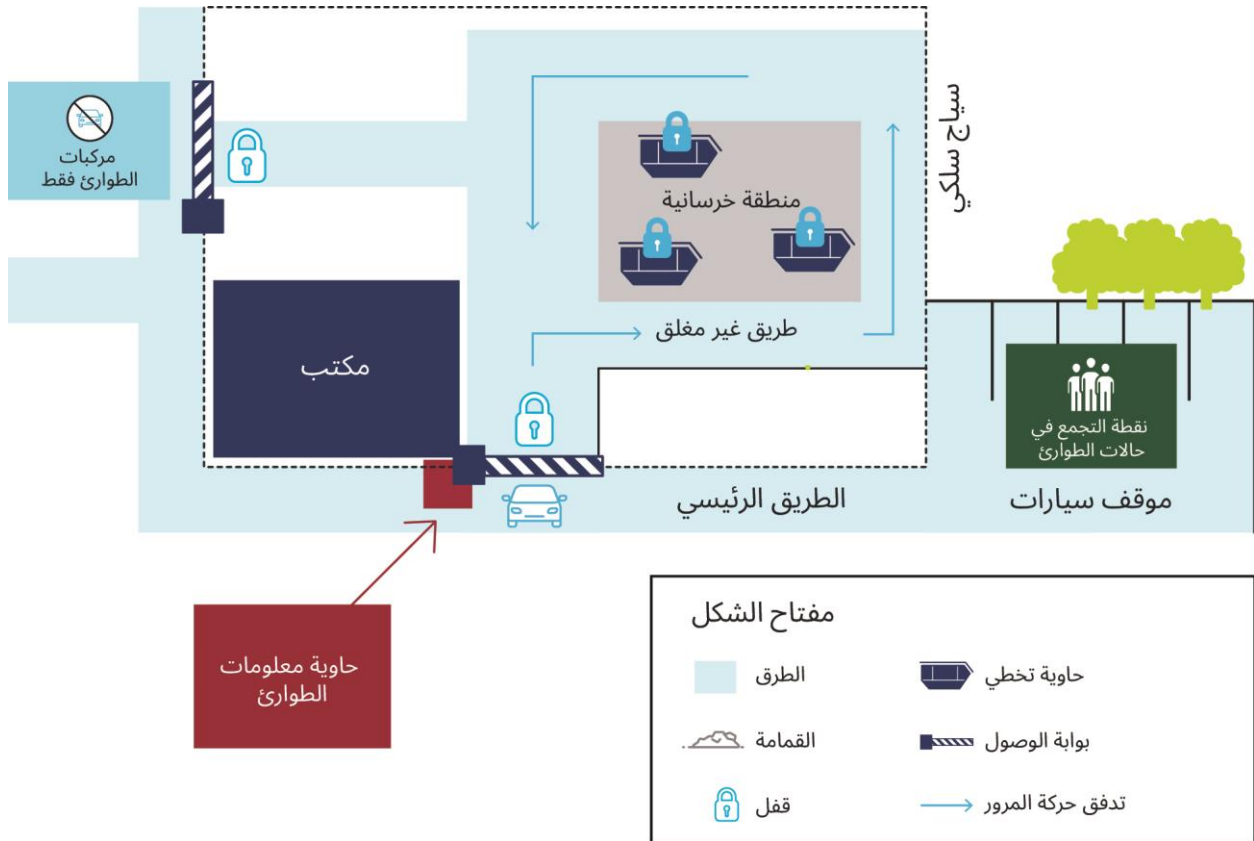 مركبات
الطوارئ فقط
سياج سلكي
منطقة خرسانية
طريق غير مغلق
مكتب
نقطة التجمع في
حالات الطوارئ
الطريق الرئيسي
موقف سيارات
حاوية معلومات
الطوارئ
مفتاح الشكل
الطرق
حاوية تخطي
القمامة
بوابة الوصول
قفل
تدفق حركة المرور